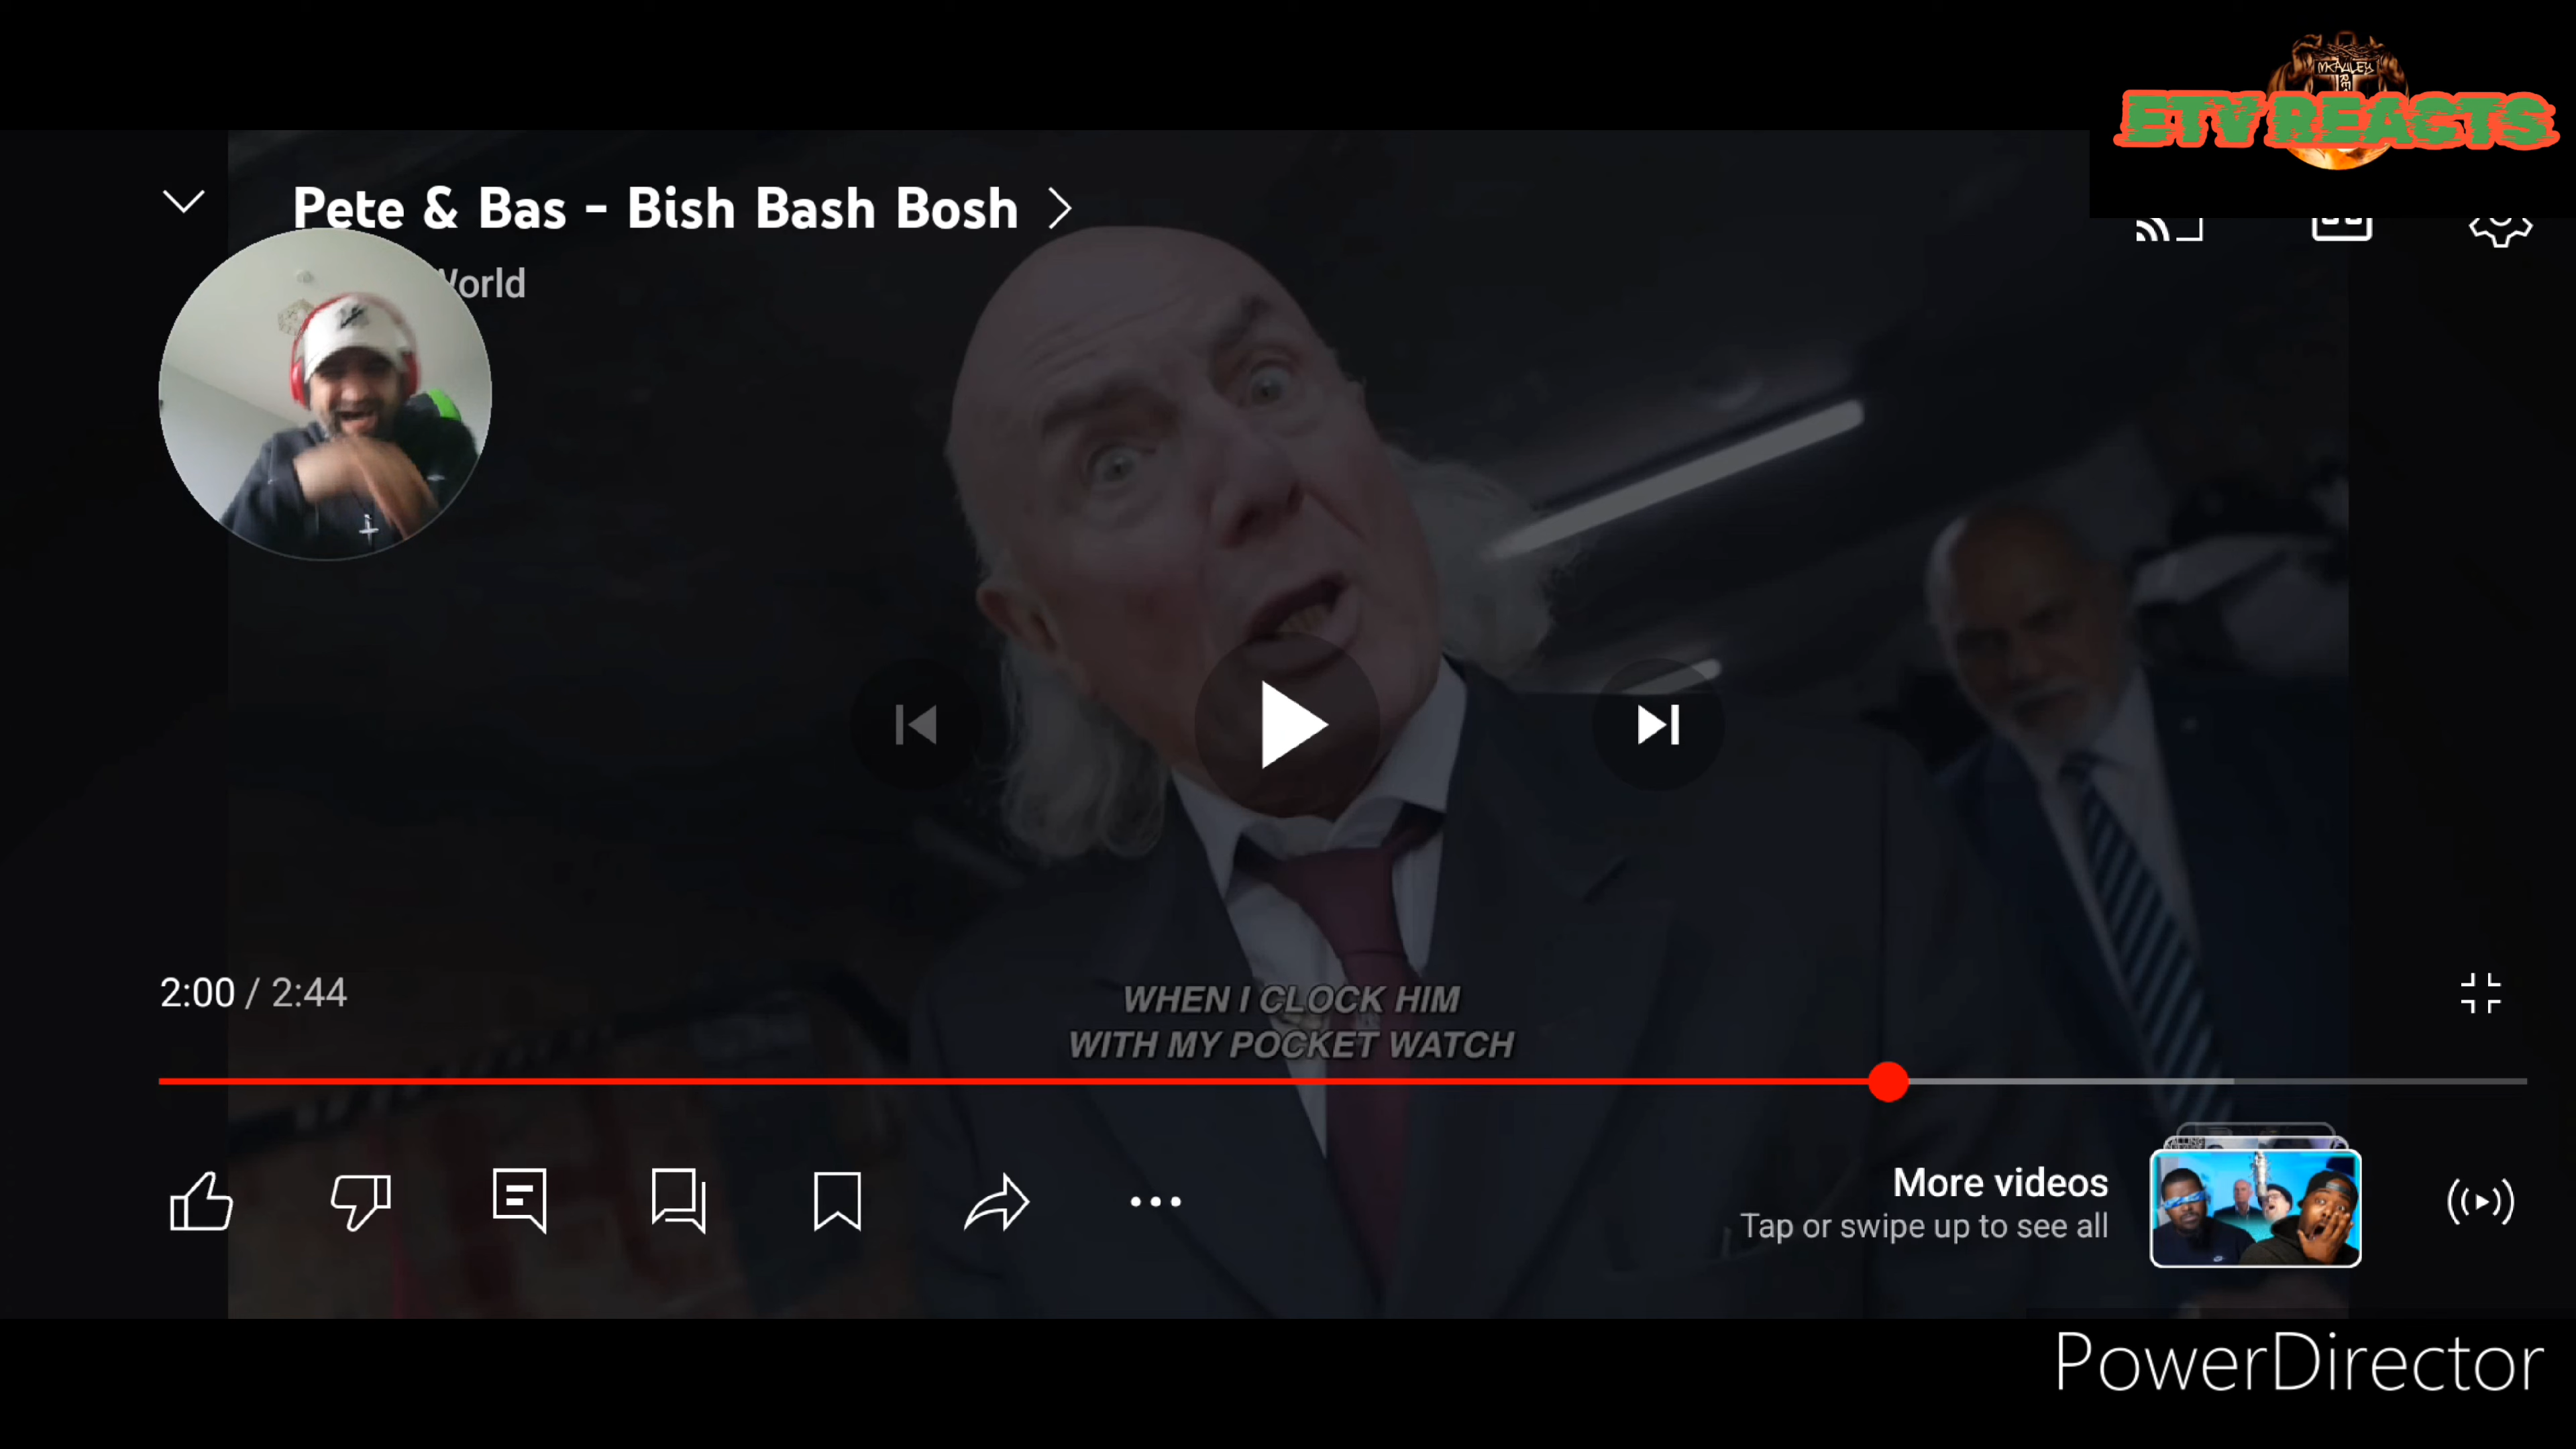 ETV REACTS
Pete & Bas - Bish Bash Bosh
World
2:00 / 2:44
WHEN I CLOCK HIM
WITH MY POCKET WATCH
More videos
Tap or swipe up to see all
PowerDirector